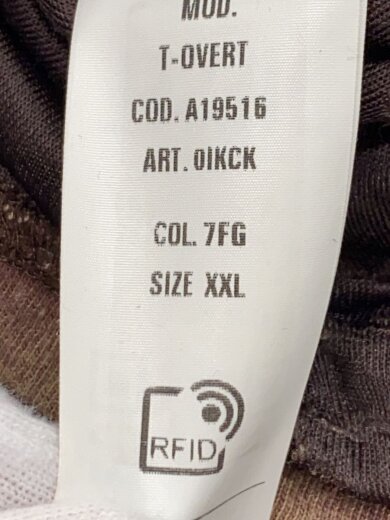 MOD.
T-OVERT
COD. A19516
ART. 0IKCK
COL. 7FG
SIZE XXL
RFID